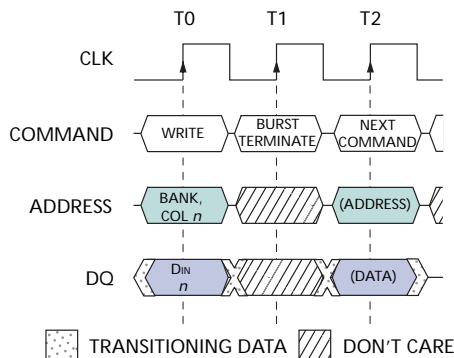 T0 T1 T2
CLK
COMMAND WRITE BURST TERMINATE NEXT COMMAND
ADDRESS BANK, COL n (ADDRESS)
DQ DIN n (DATA)
TRANSITIONING DATA DON'T CARE